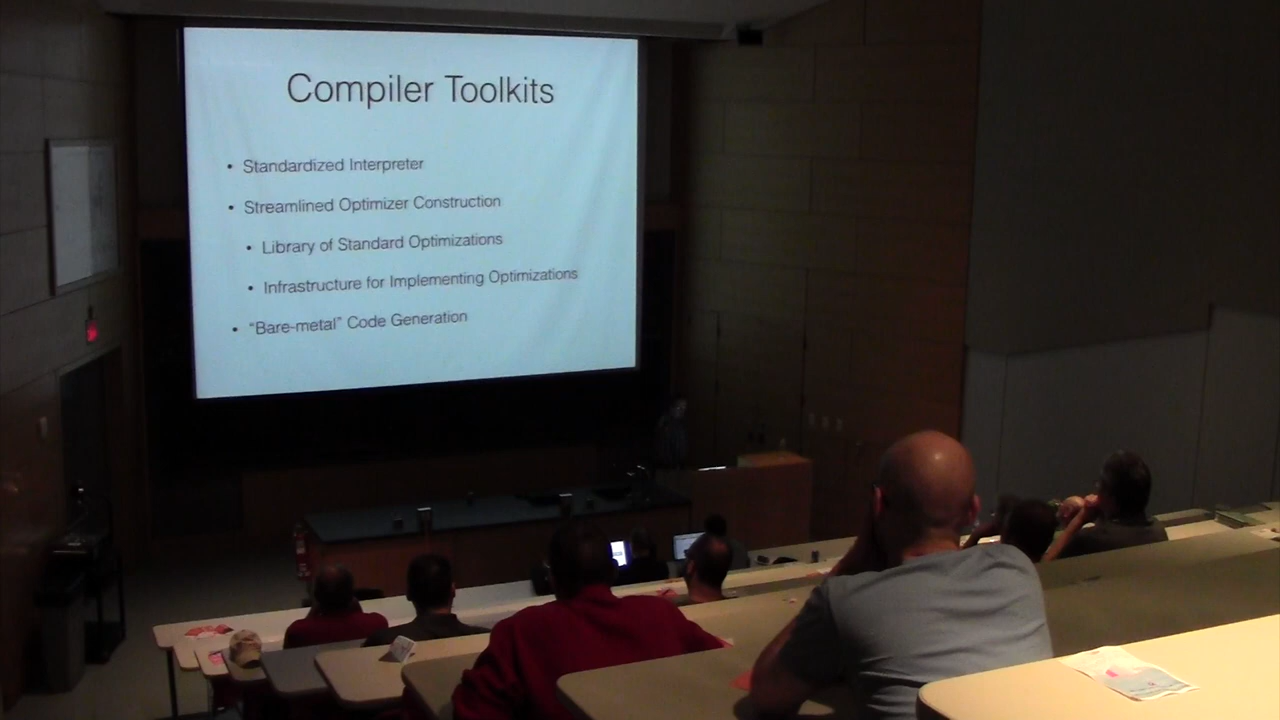 Compiler Toolkits
• Standardized Interpreter
• Streamlined Optimizer Construction
• Library of Standard Optimizations
• Infrastructure for Implementing Optimizations
• “Bare-metal” Code Generation